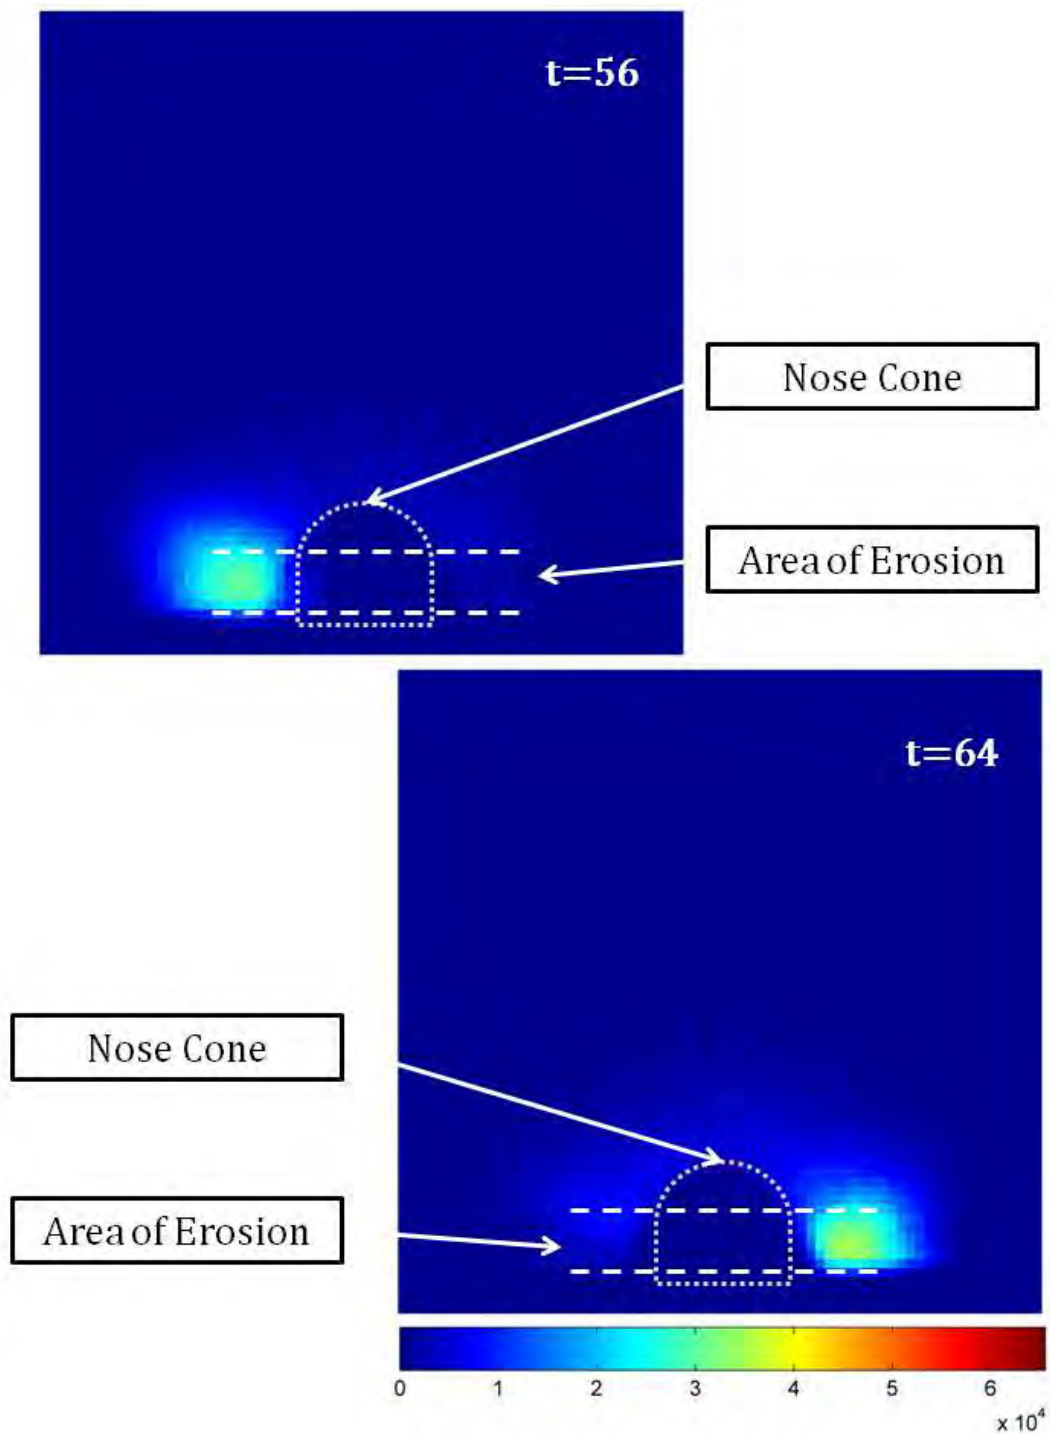 t=56
Nose Cone
Area of Erosion
t=64
Nose Cone
Area of Erosion
0 1 2 3 4 5 6
x 10⁴